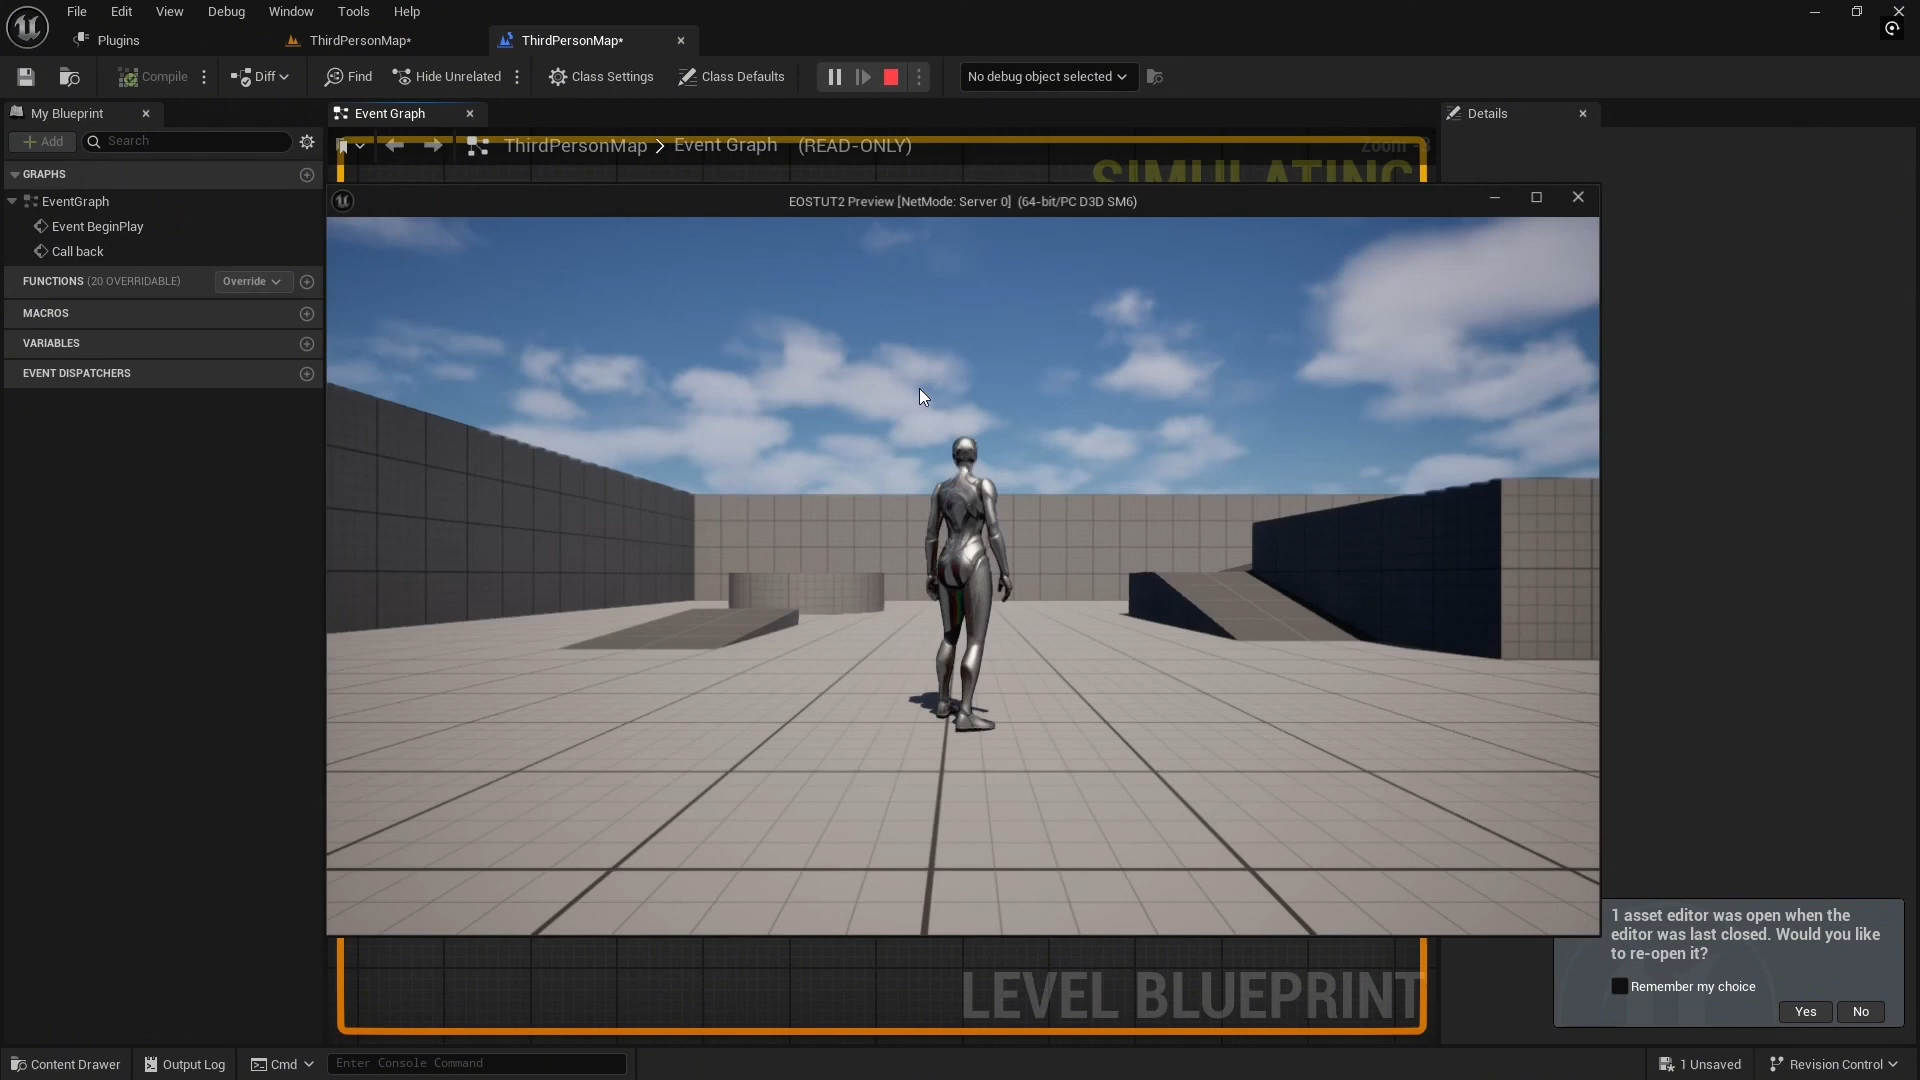 File Edit View Debug Window Tools Help
Plugins ThirdPersonMap* ThirdPersonMap*
Compile Diff Find Hide Unrelated Class Settings Class Defaults No debug object selected
My Blueprint Event Graph Details
Add Search ThirdPersonMap > Event Graph (READ-ONLY) Zoom -3
SIMULATING
GRAPHS
EventGraph
Event BeginPlay
Call back
FUNCTIONS (20 OVERRIDABLE) Override
MACROS
VARIABLES
EVENT DISPATCHERS
EOSTUT2 Preview [NetMode: Server 0] (64-bit/PC D3D SM6)
LEVEL BLUEPRINT
1 asset editor was open when the
editor was last closed. Would you like
to re-open it?
Remember my choice
Yes No
Content Drawer Output Log Cmd Enter Console Command 1 Unsaved Revision Control